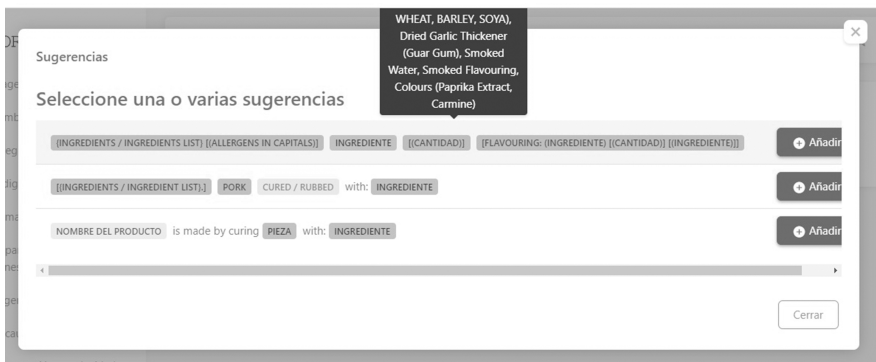 WHEAT, BARLEY, SOYA),
Dried Garlic Thickener
(Guar Gum), Smoked
Water, Smoked Flavouring,
Colours (Paprika Extract,
Carmine)
Sugerencias
Seleccione una o varias sugerencias
(INGREDIENTS / INGREDIENTS LIST) [(ALLERGENS IN CAPITALS)] INGREDIENTE [(CANTIDAD)] [FLAVOURING: (INGREDIENTE) [(CANTIDAD)] [(INGREDIENTE)]] Añadir
[(INGREDIENTS / INGREDIENT LIST).] PORK CURED / RUBBED with: INGREDIENTE Añadir
NOMBRE DEL PRODUCTO is made by curing PIEZA with: INGREDIENTE Añadir
Cerrar